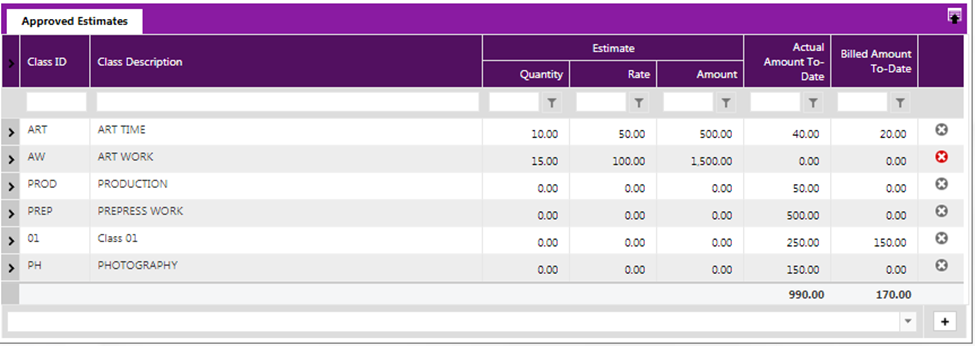 Approved Estimates
Class ID Class Description Estimate Actual Amount To-Date Billed Amount To-Date
Quantity Rate Amount
ART ART TIME 10.00 50.00 500.00 40.00 20.00
AW ART WORK 15.00 100.00 1,500.00 0.00 0.00
PROD PRODUCTION 0.00 0.00 0.00 50.00 0.00
PREP PREPRESS WORK 0.00 0.00 0.00 500.00 0.00
01 Class 01 0.00 0.00 0.00 250.00 150.00
PH PHOTOGRAPHY 0.00 0.00 0.00 150.00 0.00
990.00 170.00